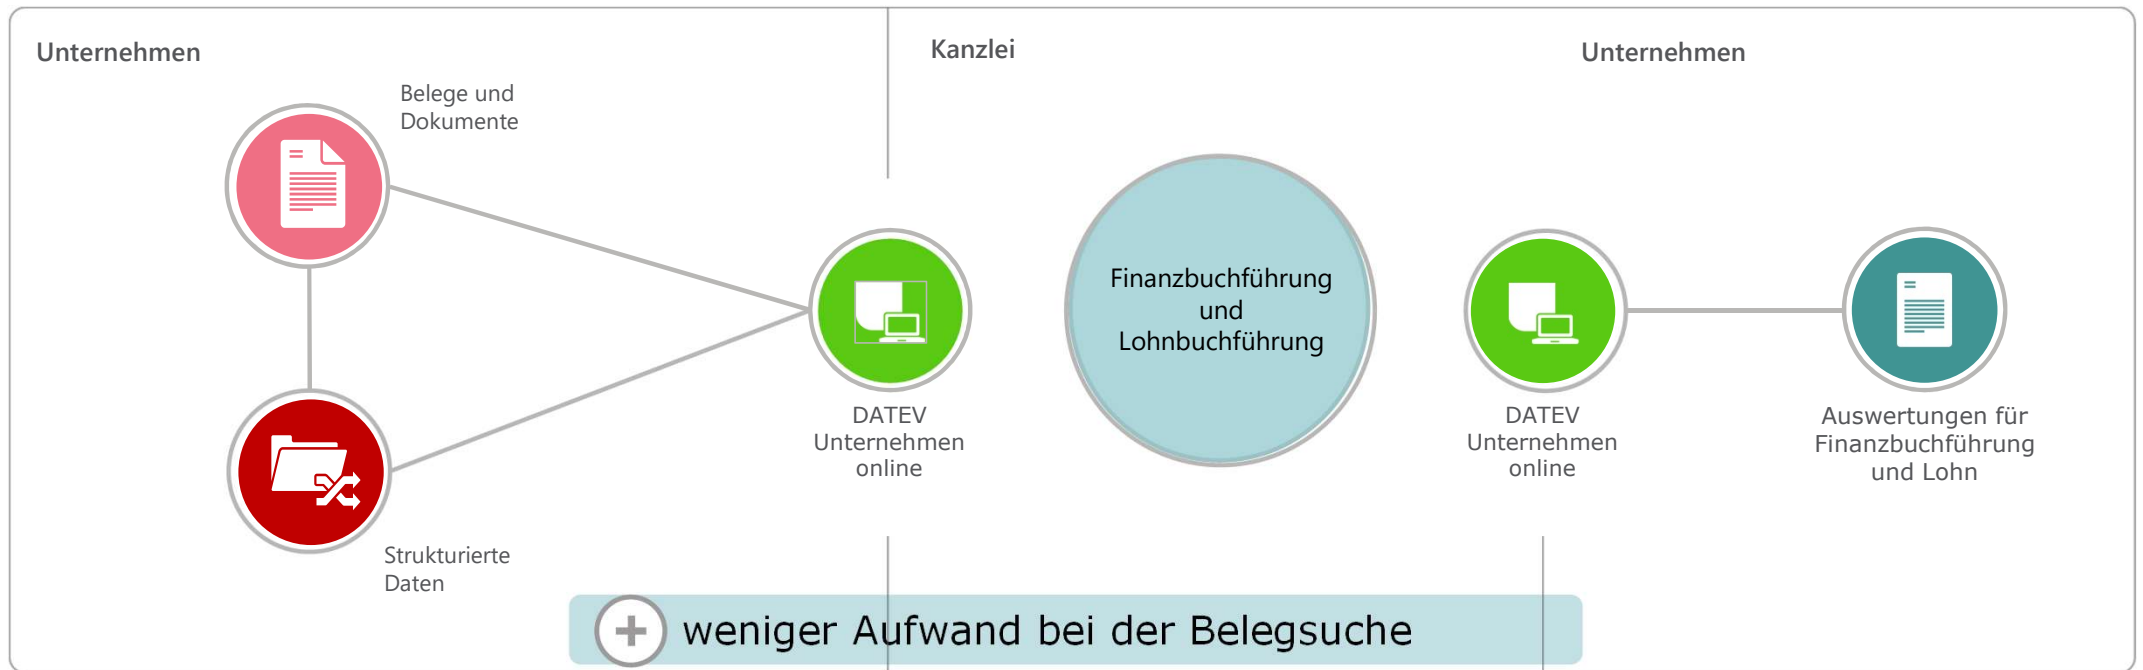 Unternehmen
Kanzlei
Unternehmen
Belege und
Dokumente
Strukturierte
Daten
DATEV
Unternehmen
online
Finanzbuchführung
und
Lohnbuchführung
DATEV
Unternehmen
online
Auswertungen für
Finanzbuchführung
und Lohn
+ weniger Aufwand bei der Belegsuche